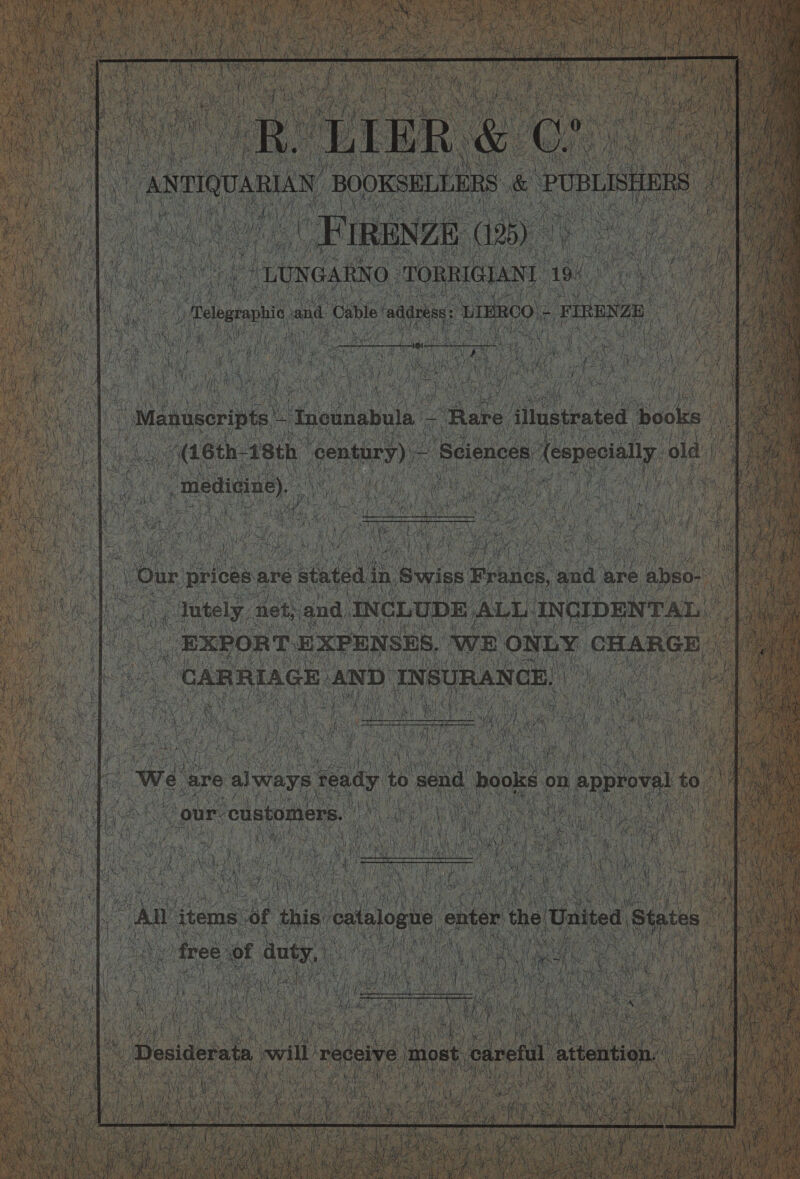 R. LIER & C.º
ANTIQUARIAN BOOKSELLERS & PUBLISHERS
FIRENZE (125)
LUNGARNO TORRIGIANI 19
Telegraphic and Cable address: LIERCO - FIRENZE
Manuscripts – Incunabula – Rare illustrated books
(16th-18th century) – Sciences (especially old
medicine).
Our prices are stated in Swiss Francs, and are abso-
lutely net, and INCLUDE ALL INCIDENTAL
EXPORT EXPENSES. WE ONLY CHARGE
CARRIAGE AND INSURANCE.
We are always ready to send books on approval to
our customers.
All items of this catalogue enter the United States
free of duty,
Desiderata will receive most careful attention.